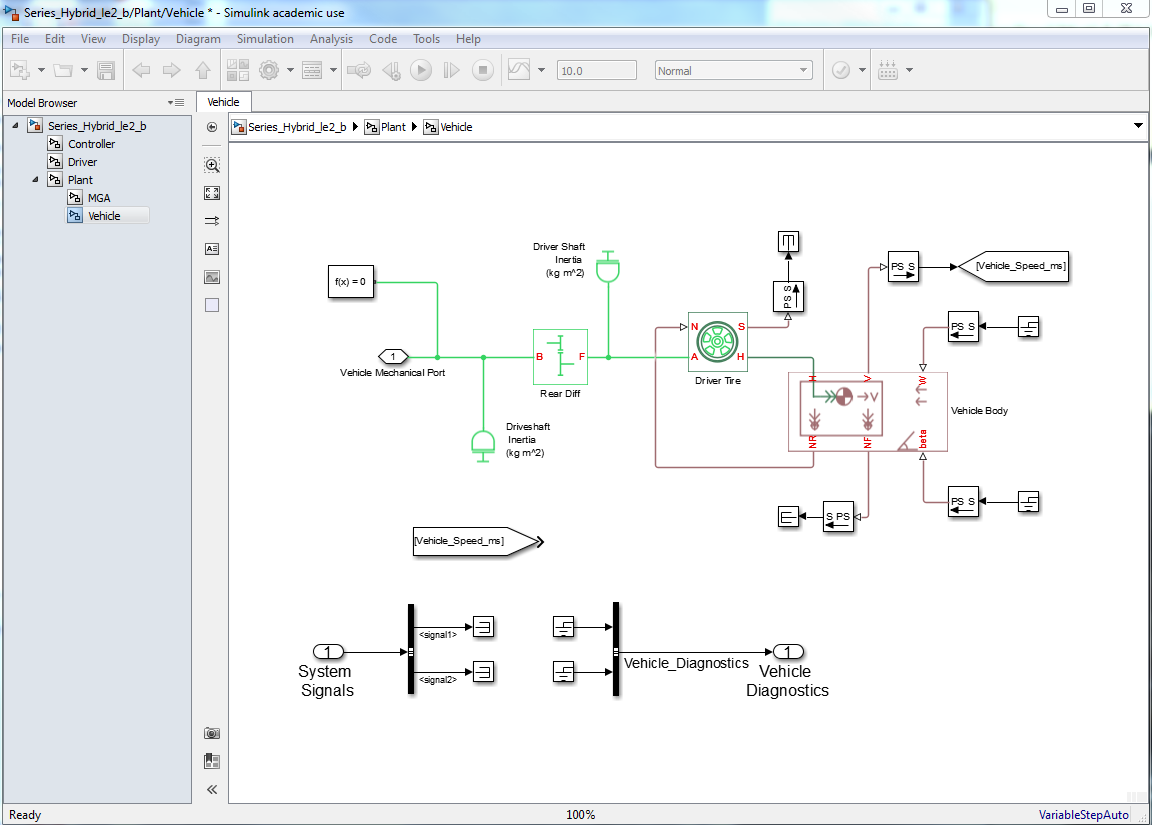 Series_Hybrid_le2_b/Plant/Vehicle * - Simulink academic use
File Edit View Display Diagram Simulation Analysis Code Tools Help
10.0
Normal
Model Browser
Vehicle
Series_Hybrid_le2_b
Controller
Driver
Plant
MGA
Vehicle
Series_Hybrid_le2_b Plant Vehicle
f(x) = 0
1
Vehicle Mechanical Port
Driver Shaft
Inertia
(kg m^2)
Driveshaft
Inertia
(kg m^2)
B
F
Rear Diff
N
S
A
H
Driver Tire
PS S
PS S
[Vehicle_Speed_ms]
PS S
H
V
W
V
NR
NF
beta
Vehicle Body
PS S
S PS
[Vehicle_Speed_ms]
1
System
Signals
<signal1>
<signal2>
Vehicle_Diagnostics
1
Vehicle
Diagnostics
Ready
100%
VariableStepAuto